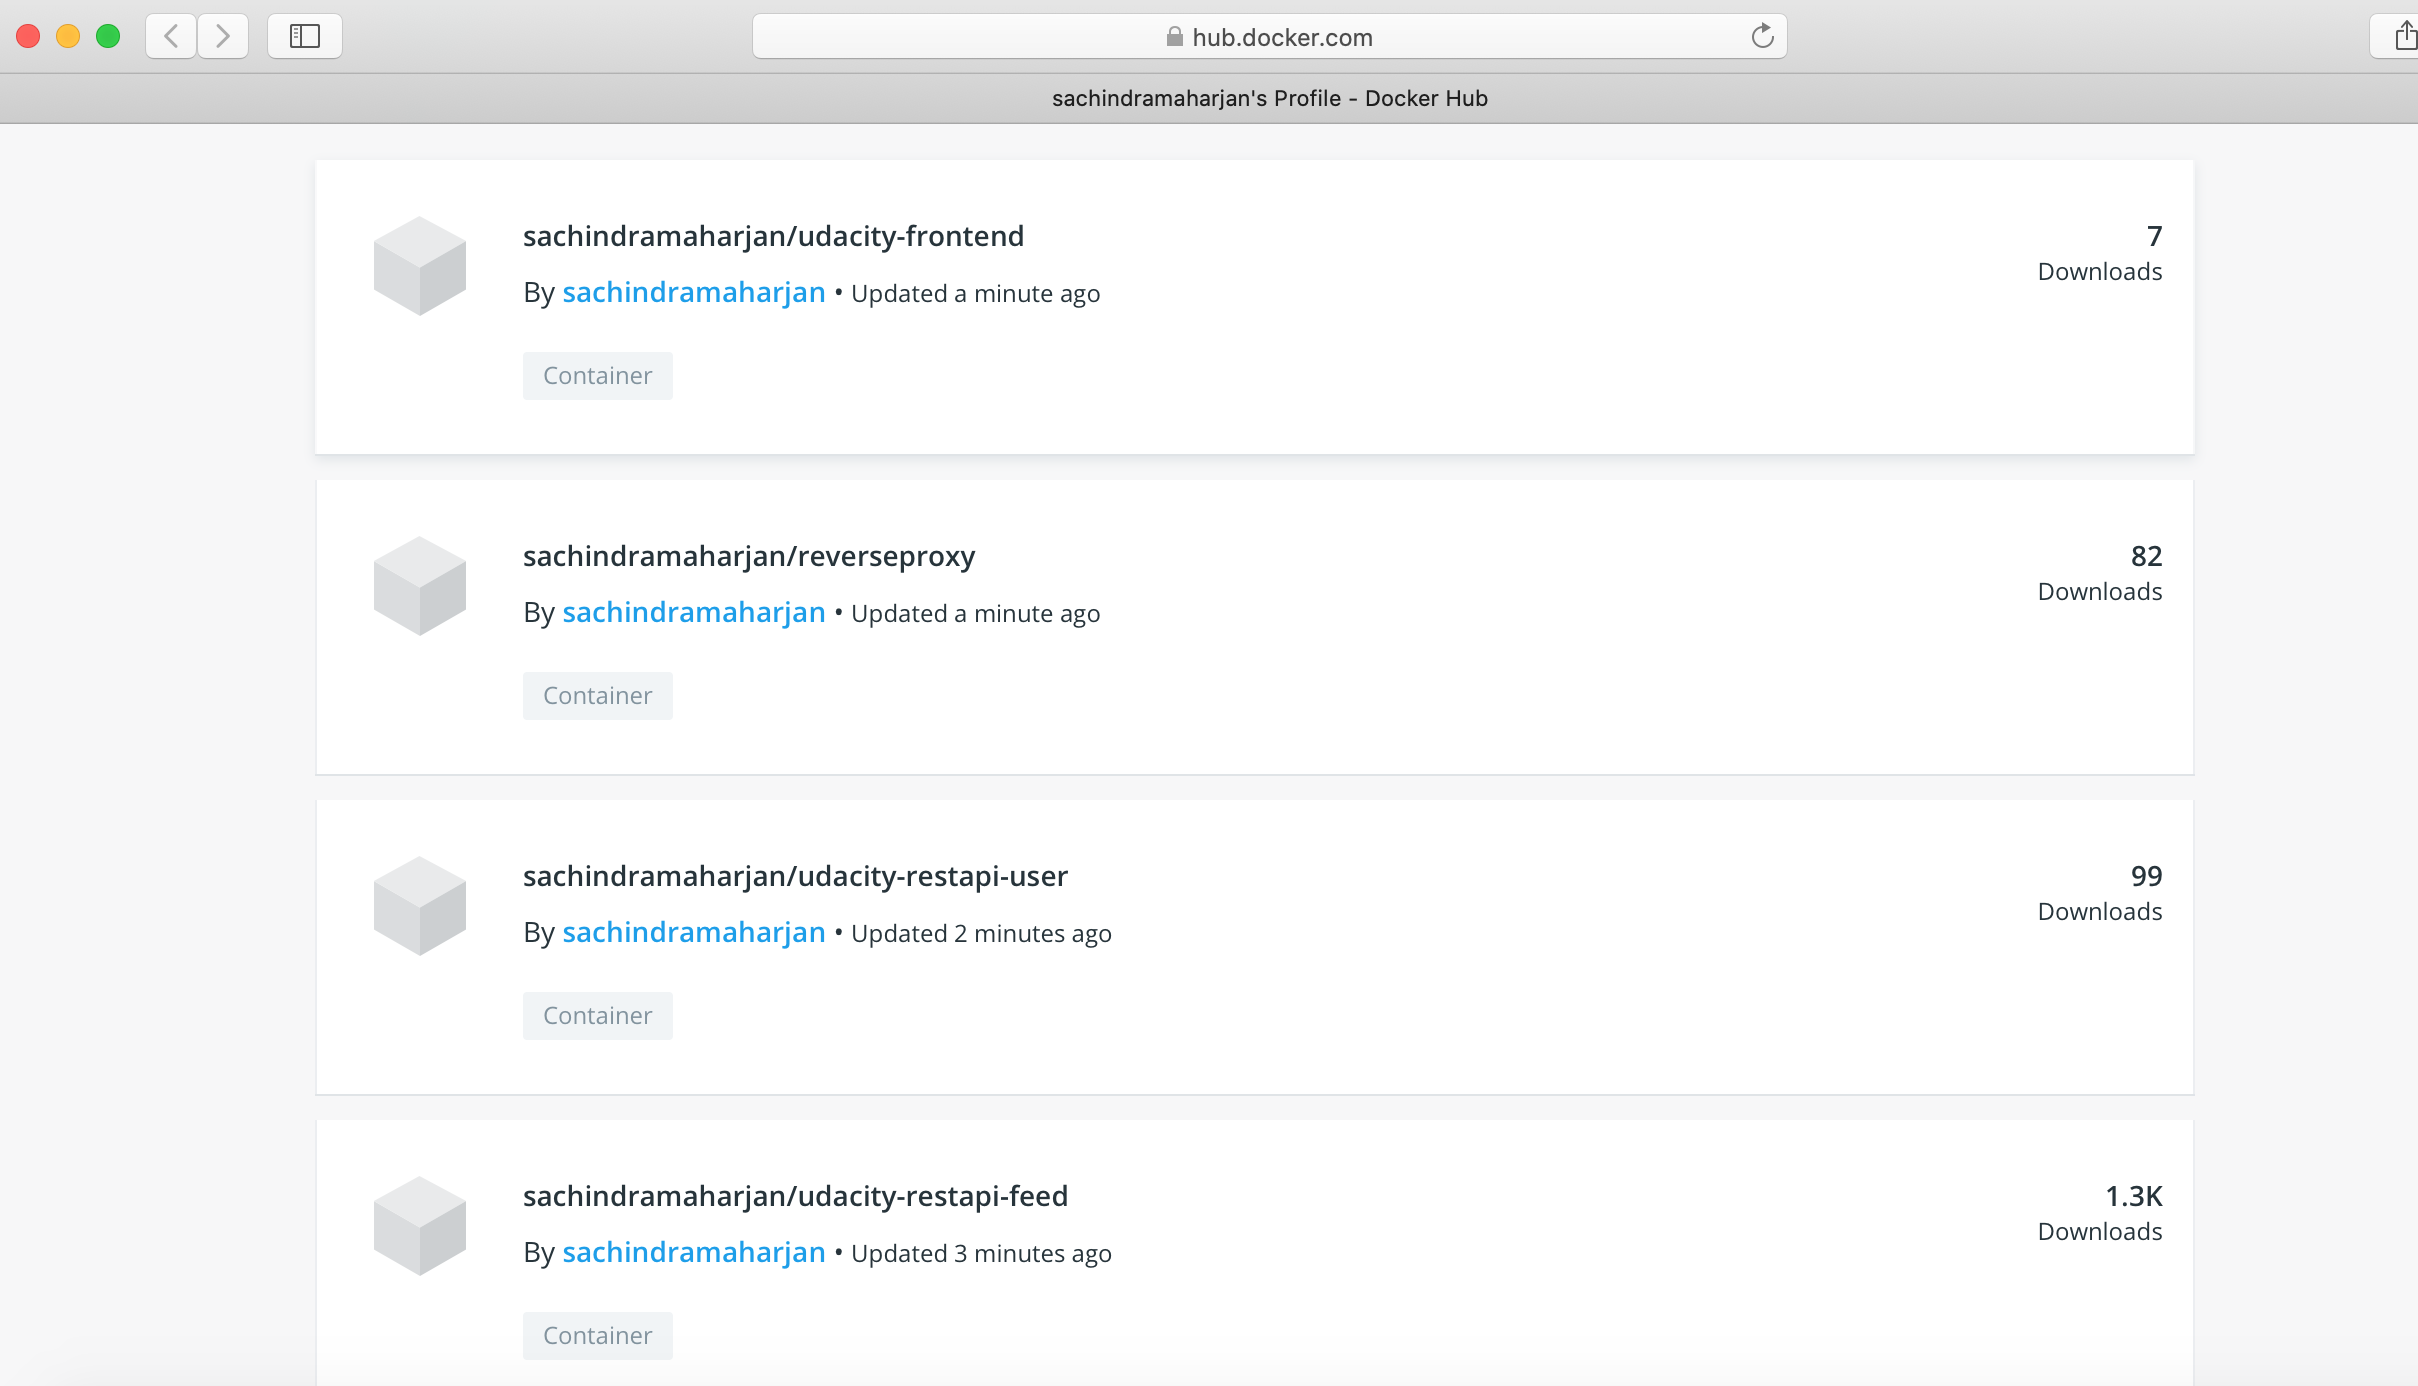 hub.docker.com
sachindramaharjan's Profile - Docker Hub
sachindramaharjan/udacity-frontend
7
By sachindramaharjan • Updated a minute ago
Downloads
Container
sachindramaharjan/reverseproxy
82
By sachindramaharjan • Updated a minute ago
Downloads
Container
sachindramaharjan/udacity-restapi-user
99
By sachindramaharjan • Updated 2 minutes ago
Downloads
Container
sachindramaharjan/udacity-restapi-feed
1.3K
By sachindramaharjan • Updated 3 minutes ago
Downloads
Container